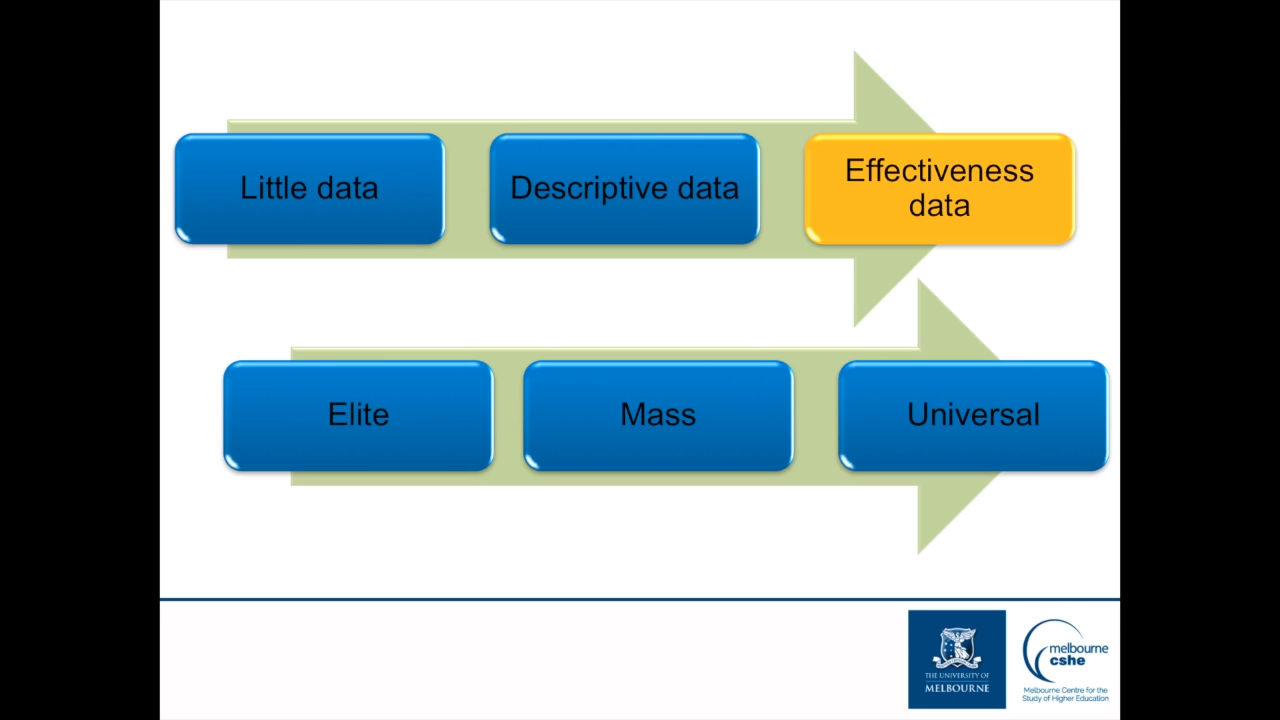 Little data
Descriptive data
Effectiveness
data
Elite
Mass
Universal
THE UNIVERSITY OF
MELBOURNE
melbourne
cshe
Melbourne Centre for the
Study of Higher Education